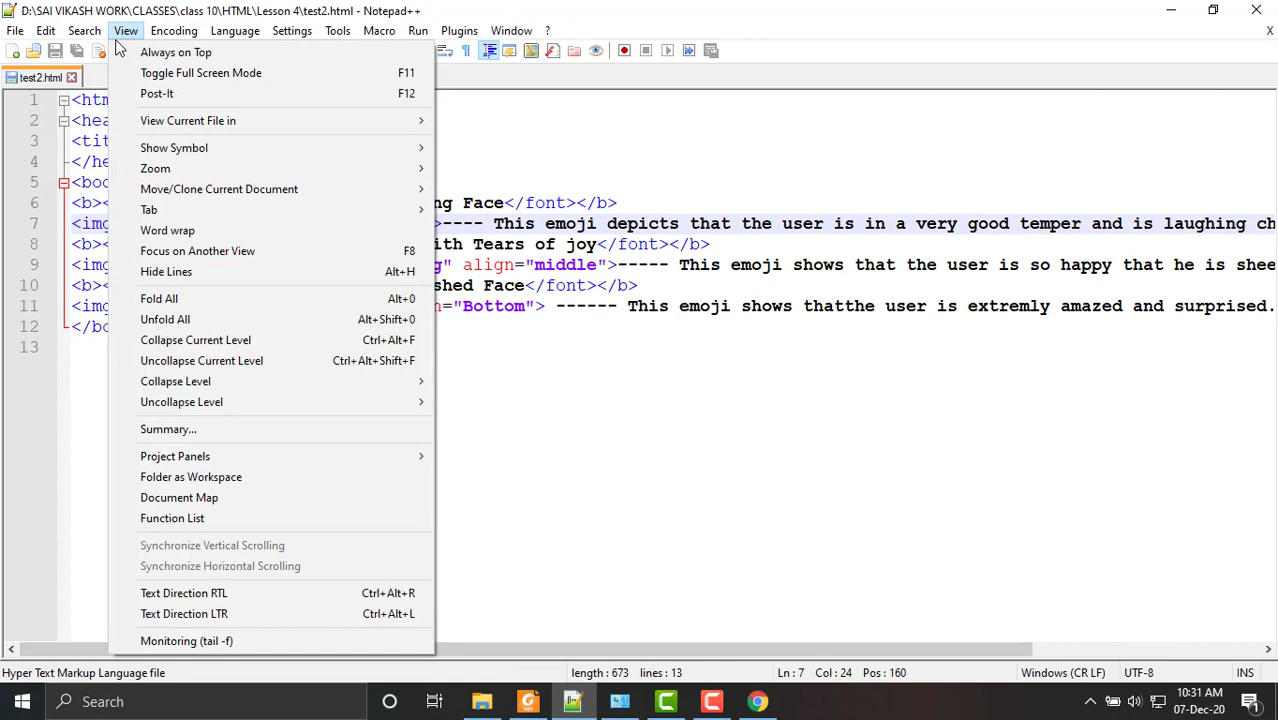 D:\SAI VIKASH WORK\CLASSES\class 10\HTML\Lesson 4\test2.html - Notepad++
File Edit Search View Encoding Language Settings Tools Macro Run Plugins Window ? X
test2.html
Always on Top
Toggle Full Screen Mode F11
Post-It F12
View Current File in
Show Symbol
Zoom
Move/Clone Current Document
Tab
Word wrap
Focus on Another View F8
Hide Lines Alt+H
Fold All Alt+0
Unfold All Alt+Shift+0
Collapse Current Level Ctrl+Alt+F
Uncollapse Current Level Ctrl+Alt+Shift+F
Collapse Level
Uncollapse Level
Summary...
Project Panels
Folder as Workspace
Document Map
Function List
Synchronize Vertical Scrolling
Synchronize Horizontal Scrolling
Text Direction RTL Ctrl+Alt+R
Text Direction LTR Ctrl+Alt+L
Monitoring (tail -f)
1 <htm
2 <hea
3 <tit
4 </he
5 <bod
6 <b>< ng Face</font></b>
7 <img >---- This emoji depicts that the user is in a very good temper and is laughing ch
8 <b>< ith Tears of joy</font></b>
9 <img g" align="middle">----- This emoji shows that the user is so happy that he is shee
10 <b>< shed Face</font></b>
11 <img n="Bottom"> ------ This emoji shows thatthe user is extremly amazed and surprised.
12 </bo
13
Hyper Text Markup Language file length : 673 lines : 13 Ln : 7 Col : 24 Pos : 160 Windows (CR LF) UTF-8 INS
Search
10:31 AM
07-Dec-20
1